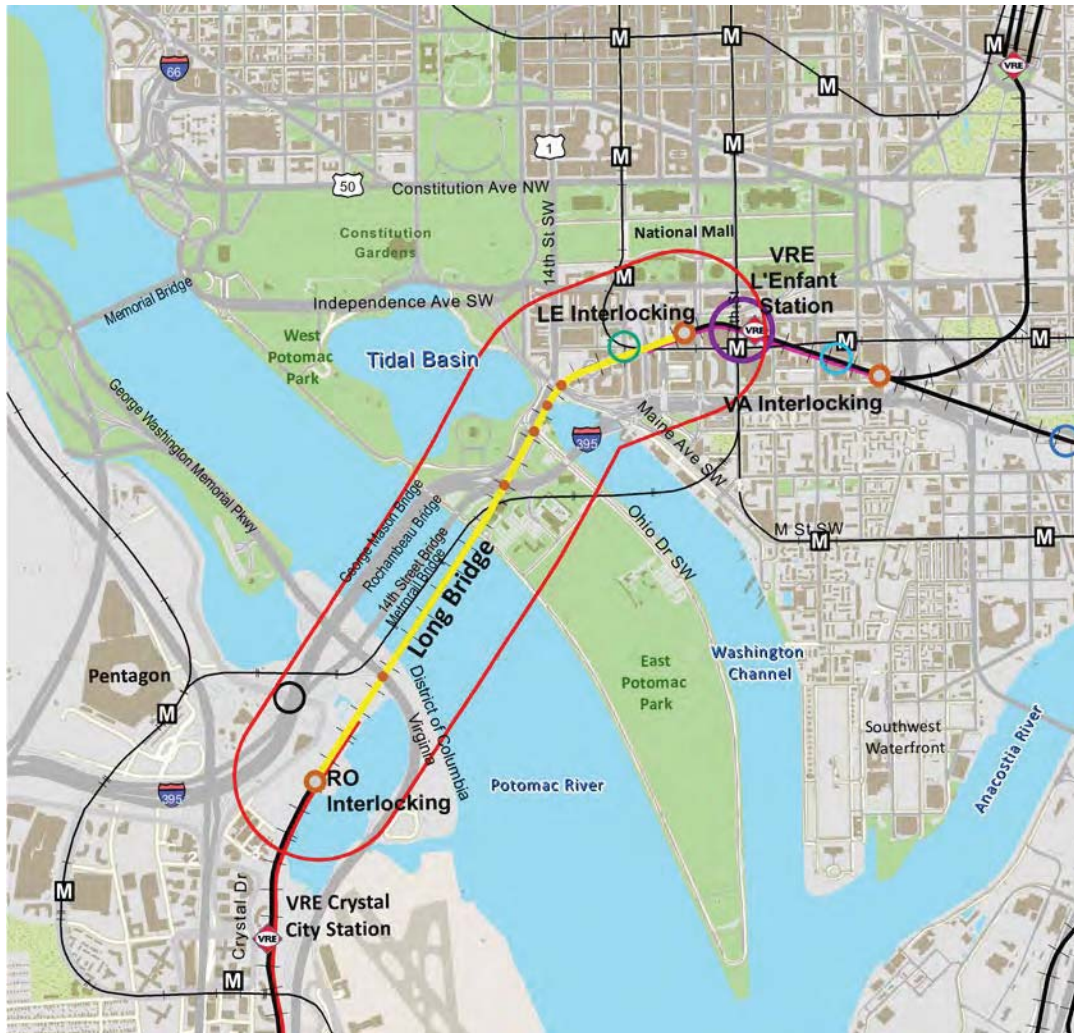 M
M
VRE
66
M
1
M
M
50
Constitution Ave NW
14th St SW
Constitution
Gardens
National Mall
VRE
L'Enfant
Station
Memorial Bridge
Independence Ave SW
M
LE Interlocking
VRE
West
Potomac
Park
M
M
Tidal Basin
VA Interlocking
George Washington Memorial Pkwy
395
Maine Ave SW
George Mason Bridge
Rochambeau Bridge
14th Street Bridge
Metrorail Bridge
Long Bridge
Ohio Dr SW
M St SW
M
M
Washington
Channel
East
Potomac
Park
Pentagon
M
District of Columbia
Virginia
Southwest
Waterfront
Anacostia River
RO
Interlocking
Potomac River
395
M
Crystal Dr
VRE Crystal
City Station
VRE
M